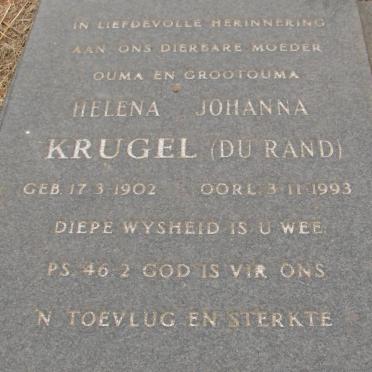 IN LIEFDEVOLLE HERINNERING
AAN ONS DIERBARE MOEDER
OUMA EN GROOTOUMA
HELENA JOHANNA
KRUGEL (DU RAND)
GEB. 17·3·1902 OORL. 3·11·1993
DIEPE WYSHEID IS U WEE
PS. 46:2 GOD IS VIR ONS
'N TOEVLUG EN STERKTE